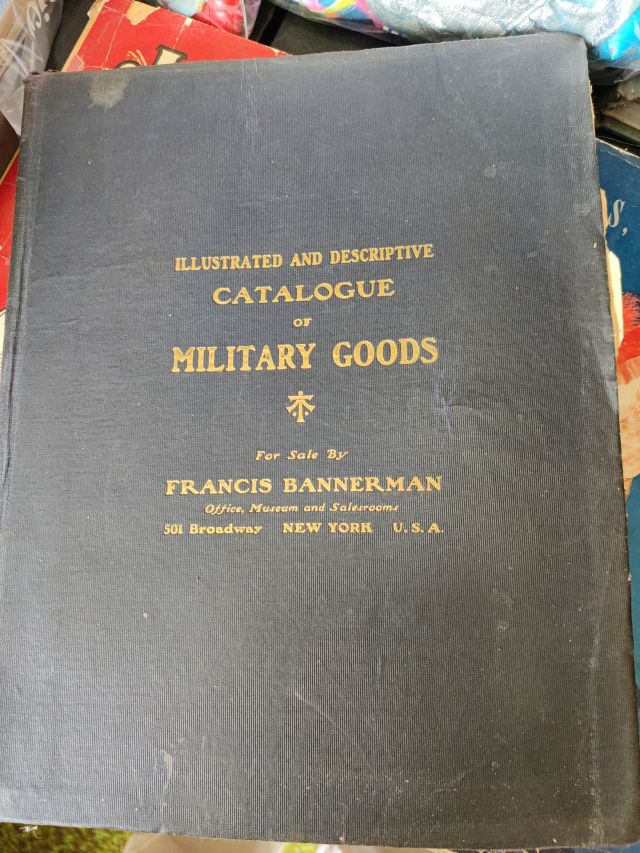 ILLUSTRATED AND DESCRIPTIVE
CATALOGUE
OF
MILITARY GOODS
For Sale By
FRANCIS BANNERMAN
Office, Museum and Salesrooms
501 Broadway NEW YORK U. S. A.